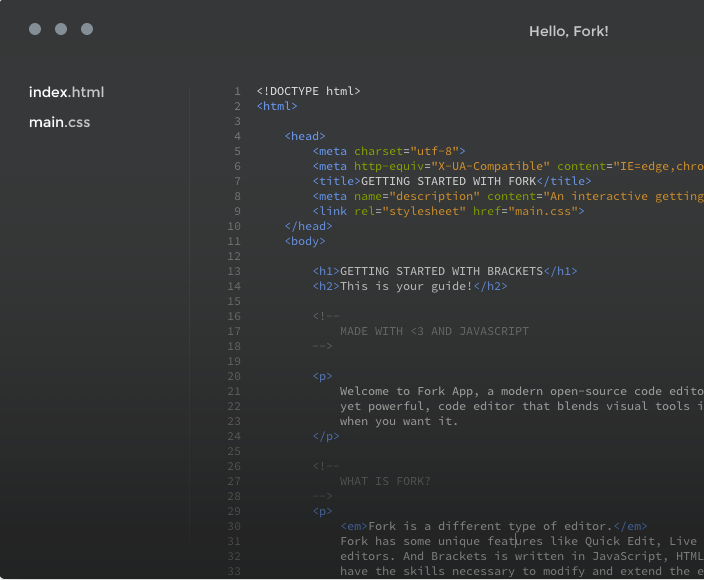 Hello, Fork!
index.html
main.css
1 <!DOCTYPE html>
2 <html>
3
4 <head>
5 <meta charset="utf-8">
6 <meta http-equiv="X-UA-Compatible" content="IE=edge,chro
7 <title>GETTING STARTED WITH FORK</title>
8 <meta name="description" content="An interactive getting
9 <link rel="stylesheet" href="main.css">
10 </head>
11 <body>
12
13 <h1>GETTING STARTED WITH BRACKETS</h1>
14 <h2>This is your guide!</h2>
15
16 <!--
17 MADE WITH <3 AND JAVASCRIPT
18 -->
19
20 <p>
21 Welcome to Fork App, a modern open-source code edito
22 yet powerful, code editor that blends visual tools i
23 when you want it.
24 </p>
25
26 <!--
27 WHAT IS FORK?
28 -->
29 <p>
30 <em>Fork is a different type of editor.</em>
31 Fork has some unique features like Quick Edit, Live
32 editors. And Brackets is written in JavaScript, HTML
33 have the skills necessary to modify and extend the e